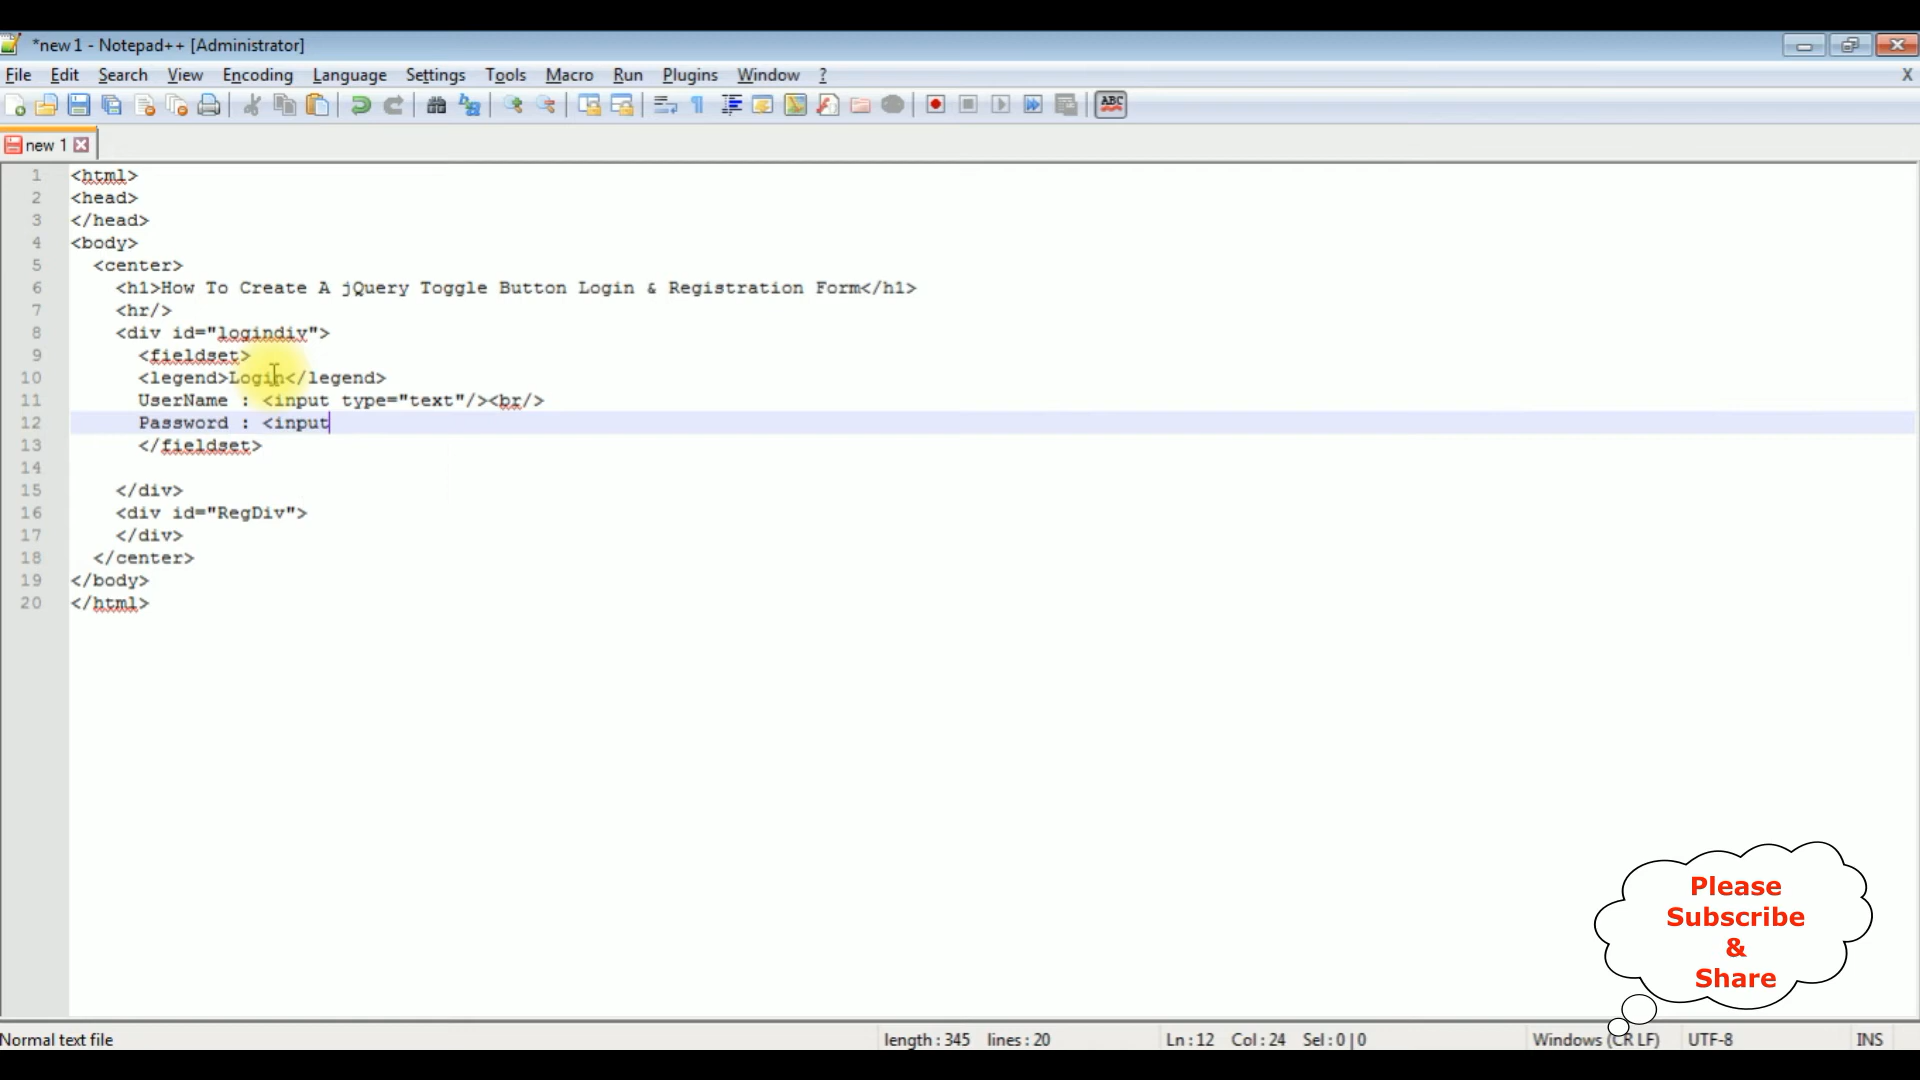 *new 1 - Notepad++ [Administrator]
File Edit Search View Encoding Language Settings Tools Macro Run Plugins Window ? X
ABC
new 1
1 <html>
2 <head>
3 </head>
4 <body>
5 <center>
6 <h1>How To Create A jQuery Toggle Button Login & Registration Form</h1>
7 <hr/>
8 <div id="logindiv">
9 <fieldset>
10 <legend>Login</legend>
11 UserName : <input type="text"/><br/>
12 Password : <input
13 </fieldset>
14
15 </div>
16 <div id="RegDiv">
17 </div>
18 </center>
19 </body>
20 </html>
Please
Subscribe
&
Share
Normal text file length : 345 lines : 20 Ln : 12 Col : 24 Sel : 0 | 0 Windows (CR LF) UTF-8 INS